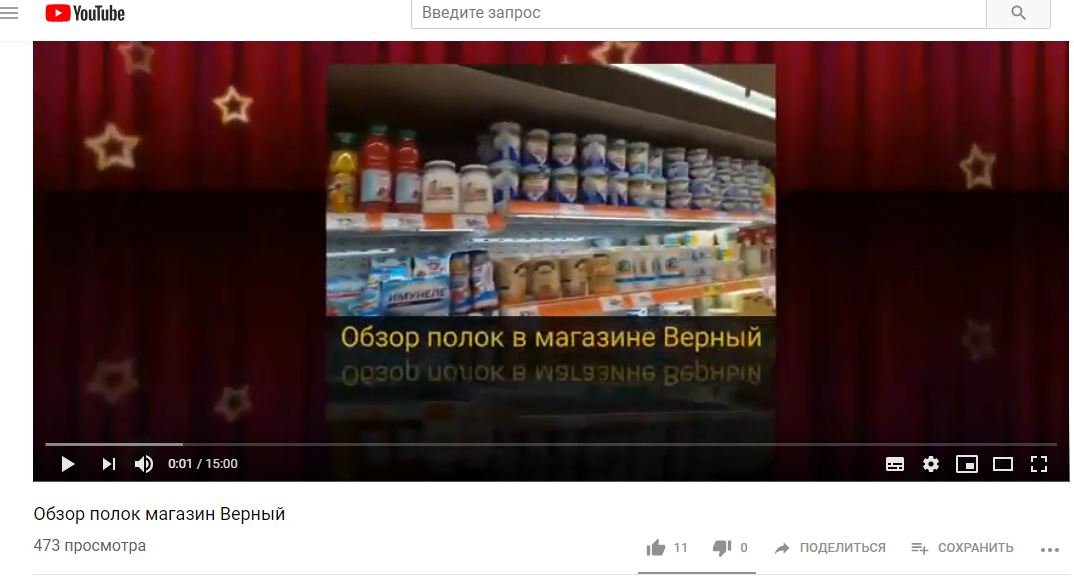 YouTube
Введите запрос
ИМУНЕЛЕ
Обзор полок в магазине Верный
0:01 / 15:00
Обзор полок магазин Верный
473 просмотра
11
0
ПОДЕЛИТЬСЯ
СОХРАНИТЬ